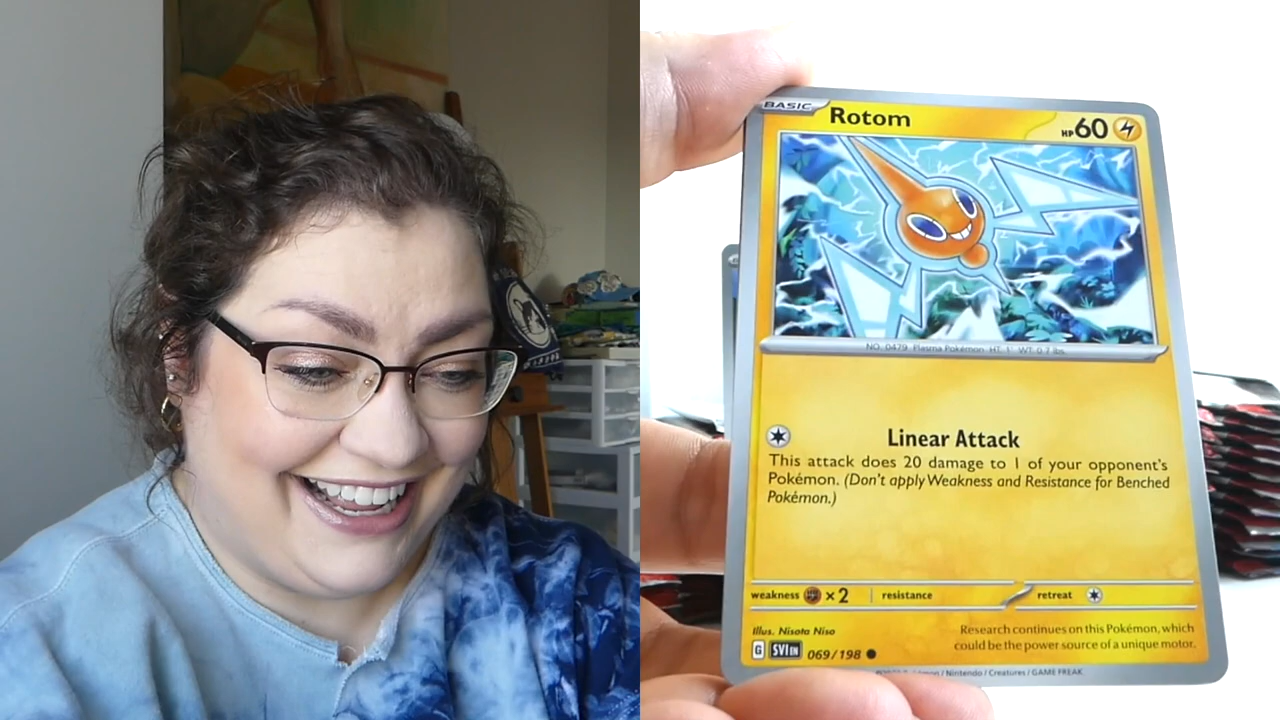 BASIC Rotom HP 60
NO. 0479 Plasma Pokémon HT: 1' WT: 0.7 lbs.
Linear Attack
This attack does 20 damage to 1 of your opponent's
Pokémon. (Don't apply Weakness and Resistance for Benched
Pokémon.)
weakness ×2 resistance retreat
Illus. Nisota Niso
Research continues on this Pokémon, which
could be the power source of a unique motor.
G SVI EN 069/198
Nintendo / Creatures / GAME FREAK